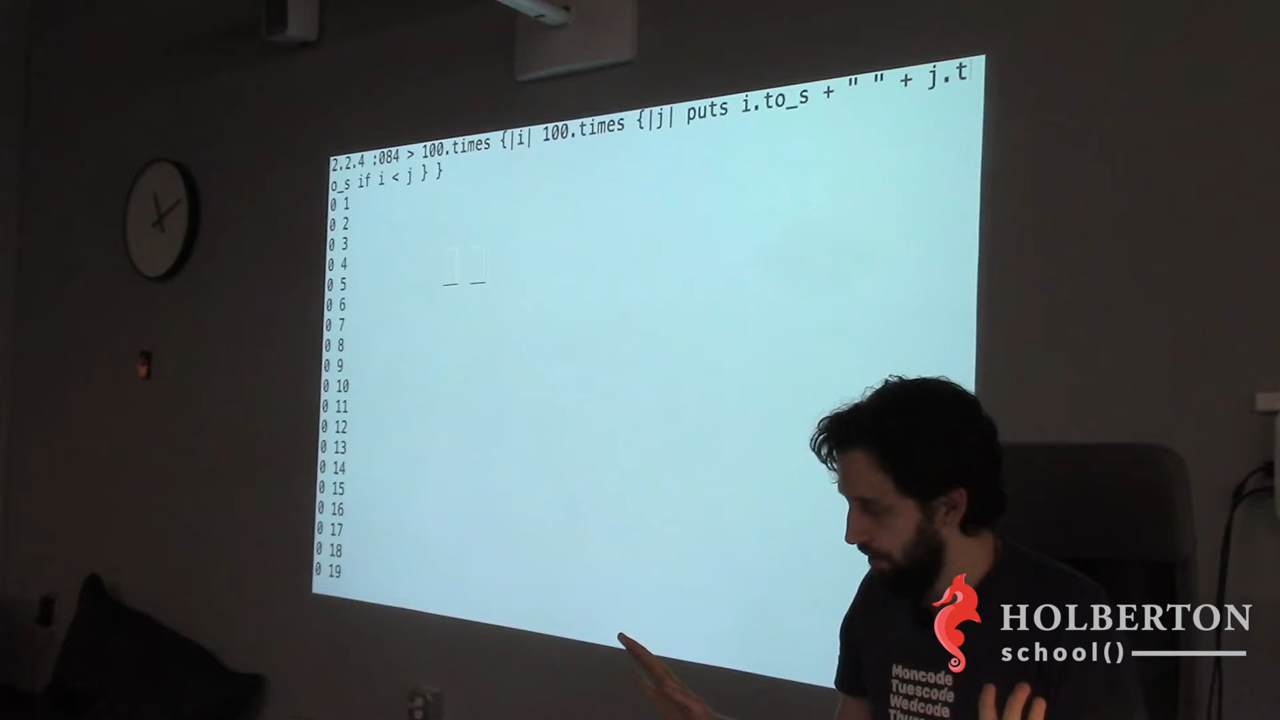 2.2.4 :084 > 100.times {|i| 100.times {|j| puts i.to_s + " " + j.t
o_s if i < j } }
0 1
0 2
0 3
0 4
0 5
0 6
0 7
0 8
0 9
0 10
0 11
0 12
0 13
0 14
0 15
0 16
0 17
0 18
0 19
HOLBERTON
school()
Moncode
Tuescode
Wedcode